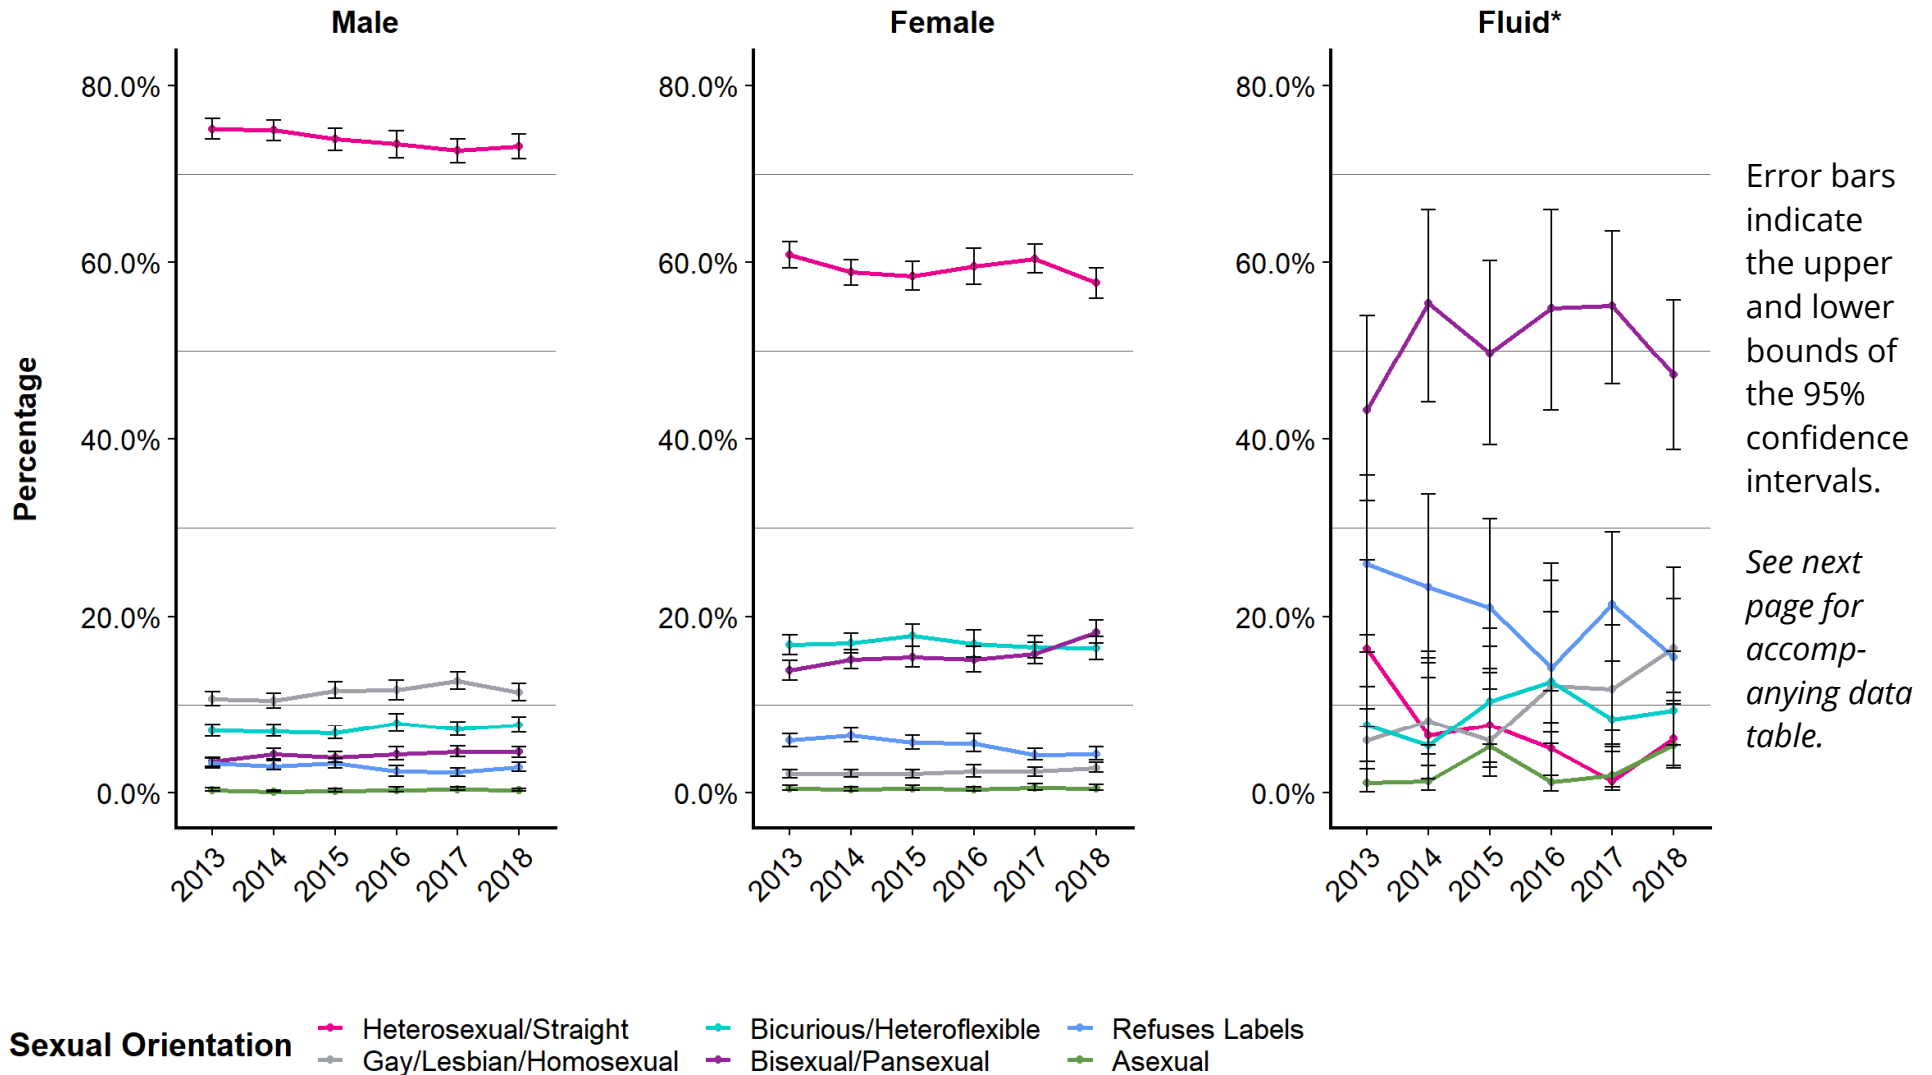 Male
Female
Fluid*
Percentage
80.0%
60.0%
40.0%
20.0%
0.0%
2013
2014
2015
2016
2017
2018
80.0%
60.0%
40.0%
20.0%
0.0%
2013
2014
2015
2016
2017
2018
80.0%
60.0%
40.0%
20.0%
0.0%
2013
2014
2015
2016
2017
2018
Error bars
indicate
the upper
and lower
bounds of
the 95%
confidence
intervals.
See next
page for
accomp-
anying data
table.
Sexual Orientation
Heterosexual/Straight
Gay/Lesbian/Homosexual
Bicurious/Heteroflexible
Bisexual/Pansexual
Refuses Labels
Asexual